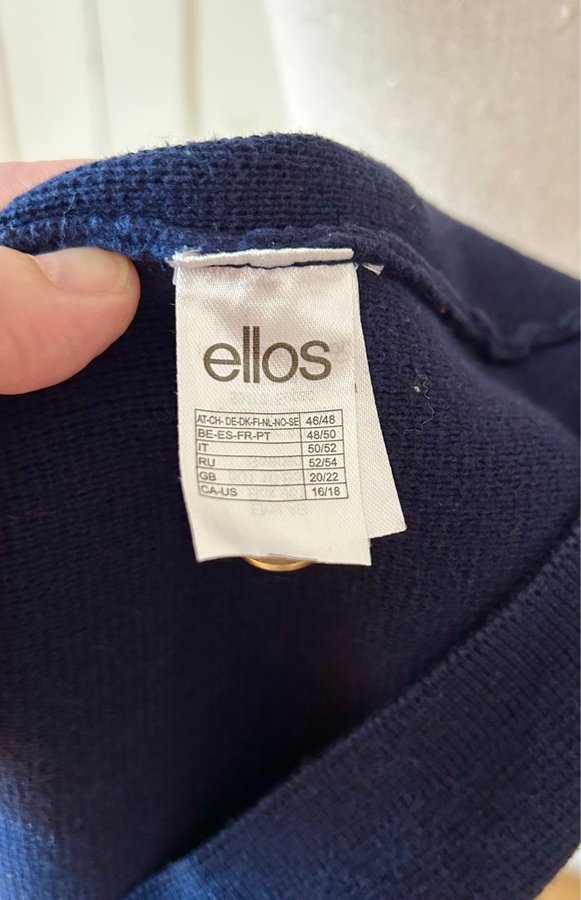 ellos
AT-CH- DE-DK-FI-NL-NO-SE 46/48
BE-ES-FR-PT 48/50
IT 50/52
RU 52/54
GB 20/22
CA-US 16/18